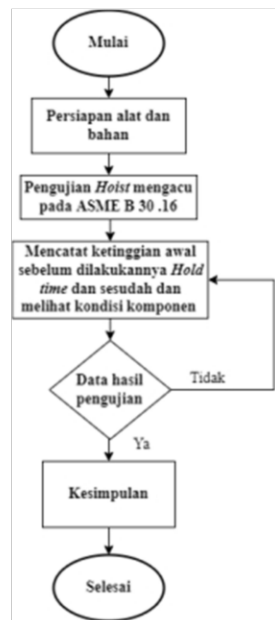 Mulai
Persiapan alat dan
bahan
Pengujian Hoist mengacu
pada ASME B 30 .16
Mencatat ketinggian awal
sebelum dilakukannya Hold
time dan sesudah dan
melihat kondisi komponen
Data hasil
pengujian
Tidak
Ya
Kesimpulan
Selesai